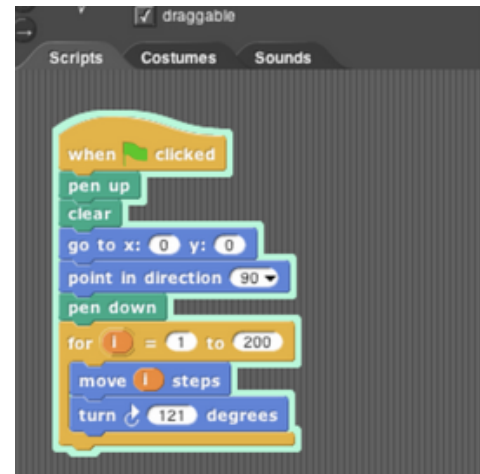 draggable
Scripts Costumes Sounds
when clicked
pen up
clear
go to x: 0 y: 0
point in direction 90
pen down
for i = 1 to 200
move i steps
turn 121 degrees